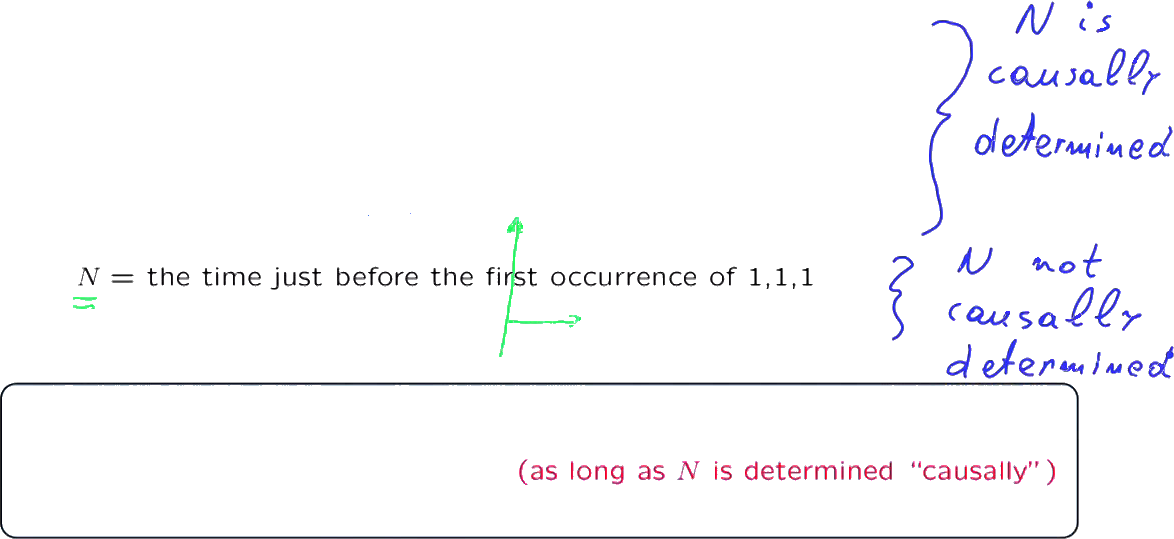 N is
causally
determined
N = the time just before the first occurrence of 1,1,1
N not
causally
determined
(as long as N is determined “causally”)